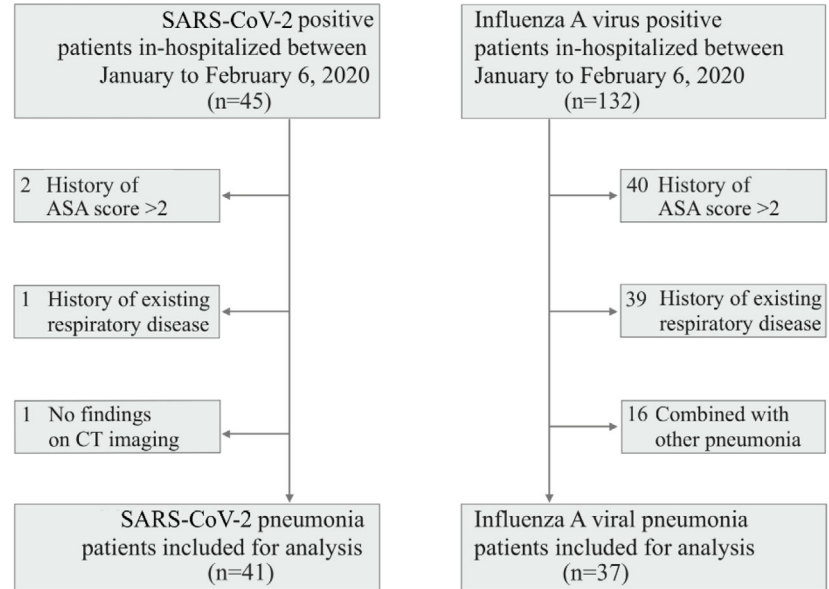 SARS-CoV-2 positive
patients in-hospitalized between
January to February 6, 2020
(n=45)
Influenza A virus positive
patients in-hospitalized between
January to February 6, 2020
(n=132)
2 History of
ASA score >2
40 History of
ASA score >2
1 History of existing
respiratory disease
39 History of existing
respiratory disease
1 No findings
on CT imaging
16 Combined with
other pneumonia
SARS-CoV-2 pneumonia
patients included for analysis
(n=41)
Influenza A viral pneumonia
patients included for analysis
(n=37)